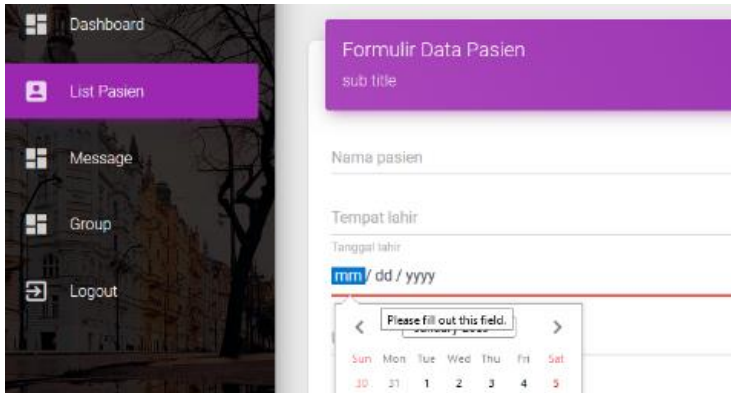 Dashboard
List Pasien
Message
Group
Logout
Formulir Data Pasien
sub title
Nama pasien
Tempat lahir
Tanggal lahir
mm / dd / yyyy
Please fill out this field.
Sun Mon Tue Wed Thu Fri Sat
30 31 1 2 3 4 5